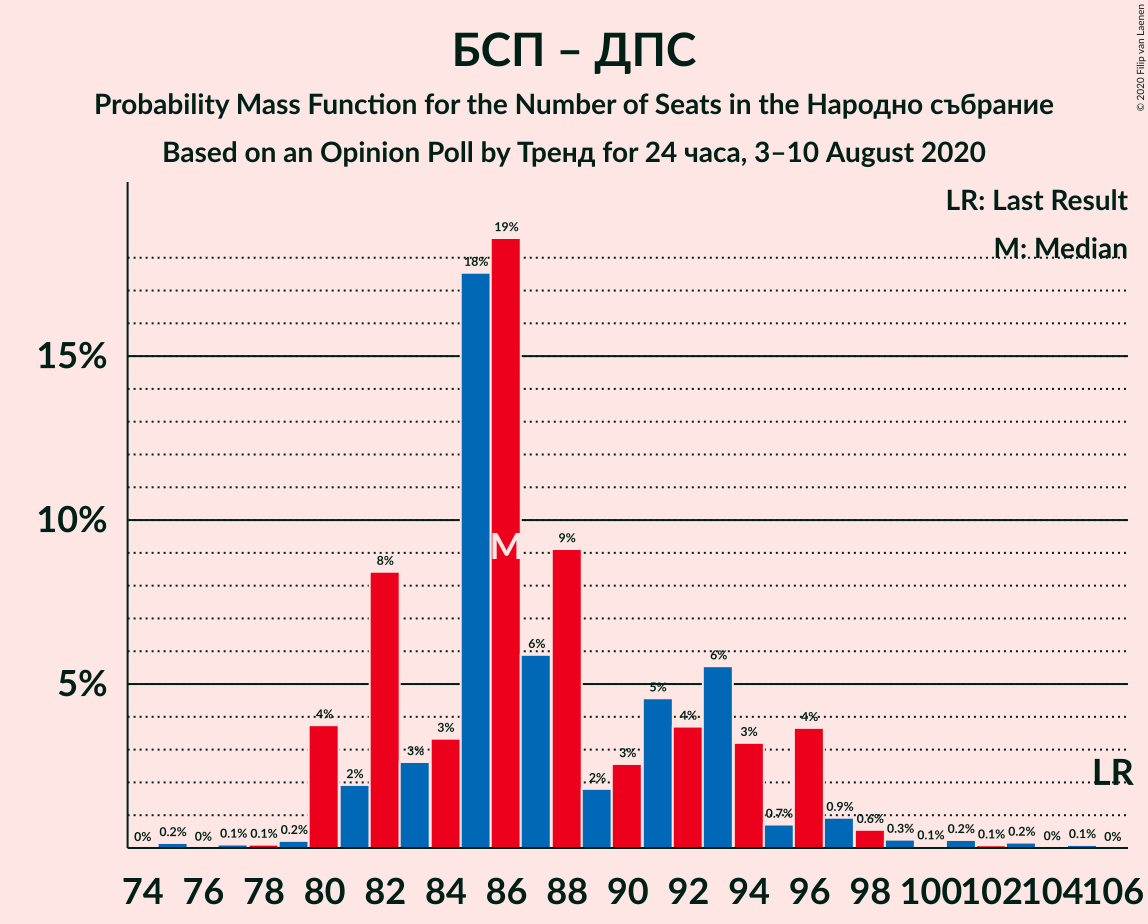 БСП – ДПС
Probability Mass Function for the Number of Seats in the Народно събрание
Based on an Opinion Poll by Тренд for 24 часа, 3–10 August 2020
© 2020 Filip van Laenen
LR: Last Result
M: Median
15%
10%
5%
0% 0.2% 0% 0.1% 0.1% 0.2% 4% 2% 8% 3% 3% 18% 19% 6% 9% 2% 3% 5% 4% 6% 3% 0.7% 4% 0.9% 0.6% 0.3% 0.1% 0.2% 0.1% 0.2% 0% 0.1% 0%
M
LR
74 76 78 80 82 84 86 88 90 92 94 96 98 100 102 104 106